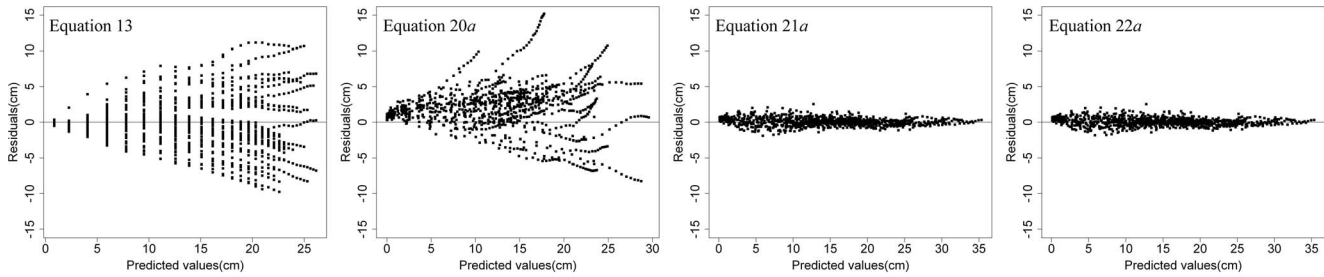 Equation 13
Residuals(cm)
15
10
5
0
-5
-10
-15
0 5 10 15 20 25
Predicted values(cm)
Equation 20a
Residuals(cm)
15
10
5
0
-5
-10
-15
0 5 10 15 20 25 30
Predicted values(cm)
Equation 21a
Residuals(cm)
15
10
5
0
-5
-10
-15
0 5 10 15 20 25 30 35
Predicted values(cm)
Equation 22a
Residuals(cm)
15
10
5
0
-5
-10
-15
0 5 10 15 20 25 30 35
Predicted values(cm)